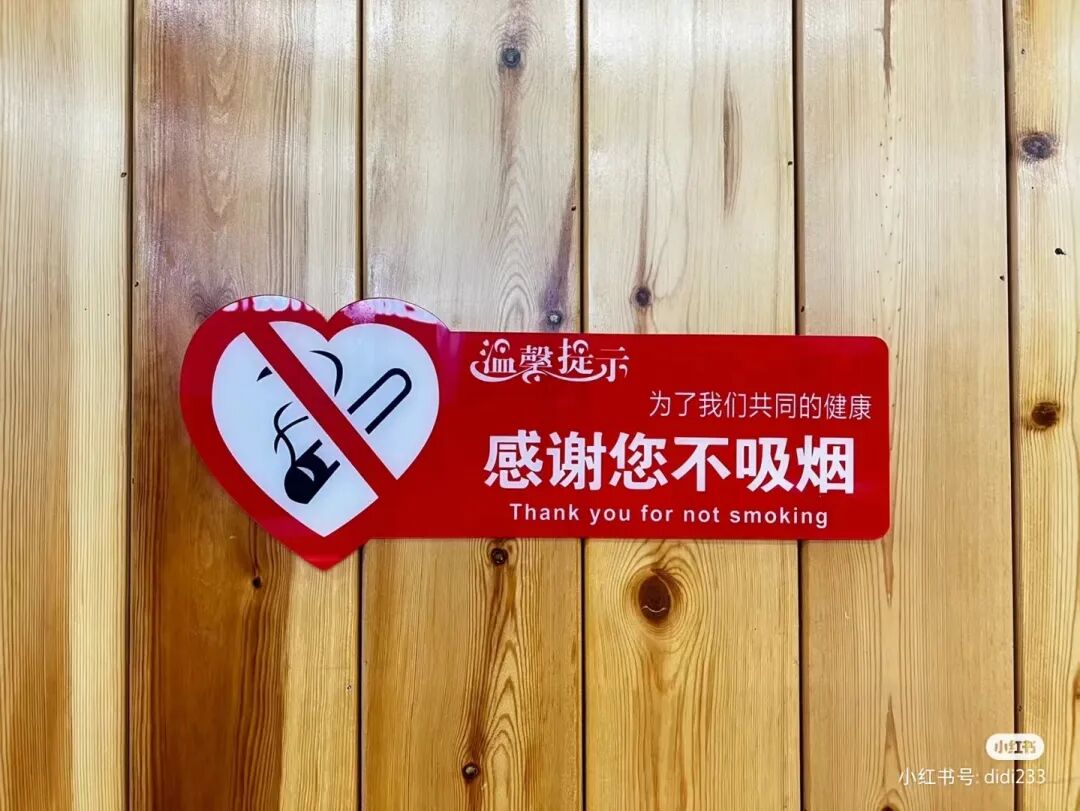 温馨提示
为了我们共同的健康
感谢您不吸烟
Thank you for not smoking
小红书
小红书号: didi233